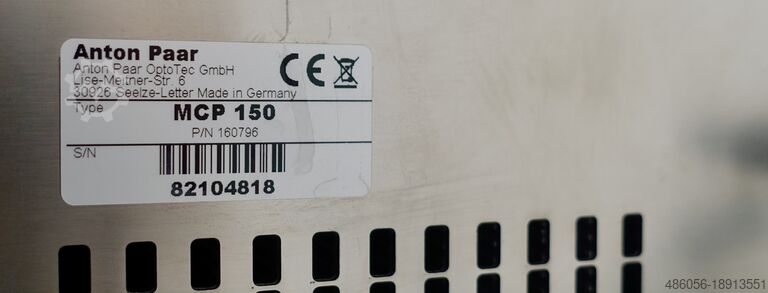 Anton Paar
Anton Paar OptoTec GmbH
Lise-Meitner-Str. 6
30926 Seelze-Letter Made in Germany
Type MCP 150
P/N 160796
S/N
82104818
486056-18913551